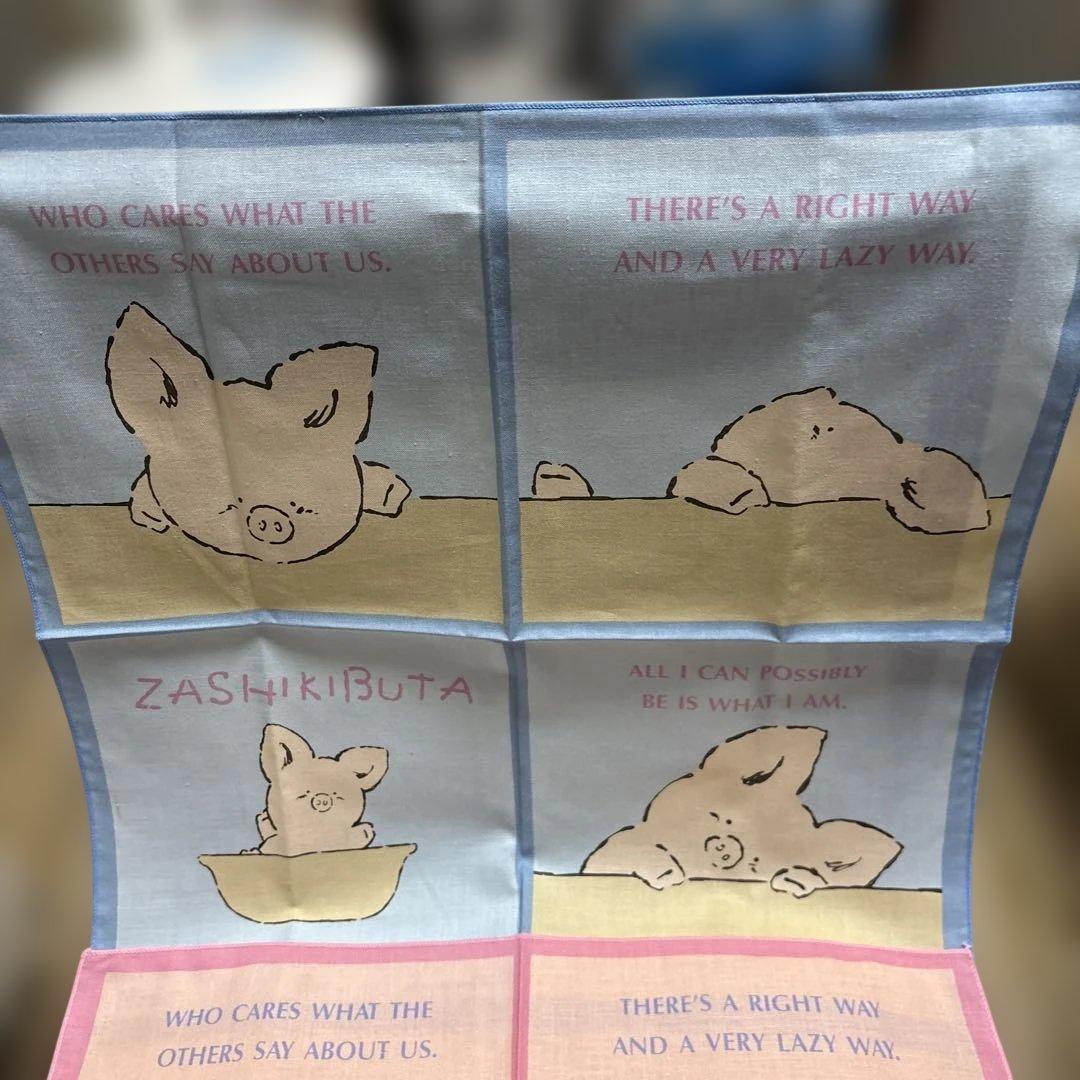 WHO CARES WHAT THE
OTHERS SAY ABOUT US.
THERE'S A RIGHT WAY
AND A VERY LAZY WAY.
ZASHIKIBUTA
ALL I CAN POSSIBLY
BE IS WHAT I AM.
WHO CARES WHAT THE
OTHERS SAY ABOUT US.
THERE'S A RIGHT WAY
AND A VERY LAZY WAY.